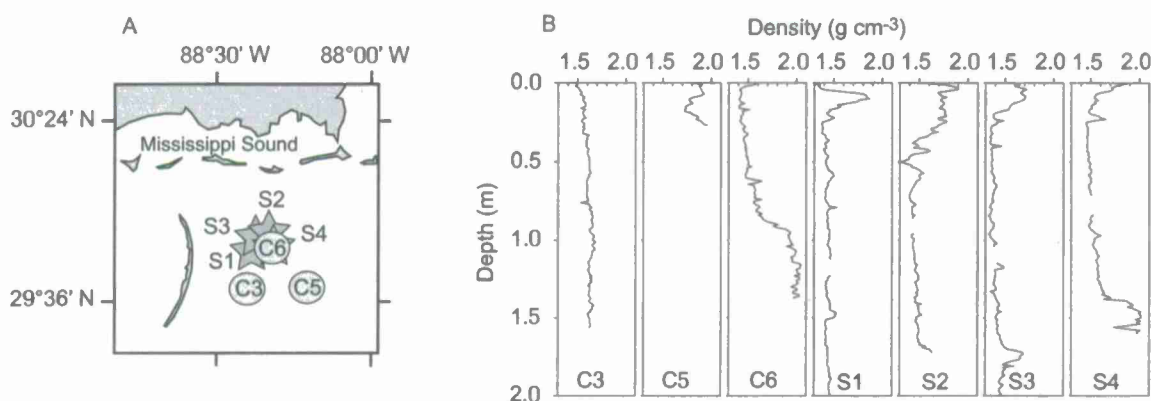 A
88°30' W
88°00' W
30°24' N
Mississippi Sound
S2
S3
S4
C6
S1
C3
C5
29°36' N
B
Density (g cm-3)
1.5 2.0 1.5 2.0 1.5 2.0 1.5 2.0 1.5 2.0 1.5 2.0 1.5 2.0
0.0
0.5
1.0
1.5
2.0
Depth (m)
C3 C5 C6 S1 S2 S3 S4